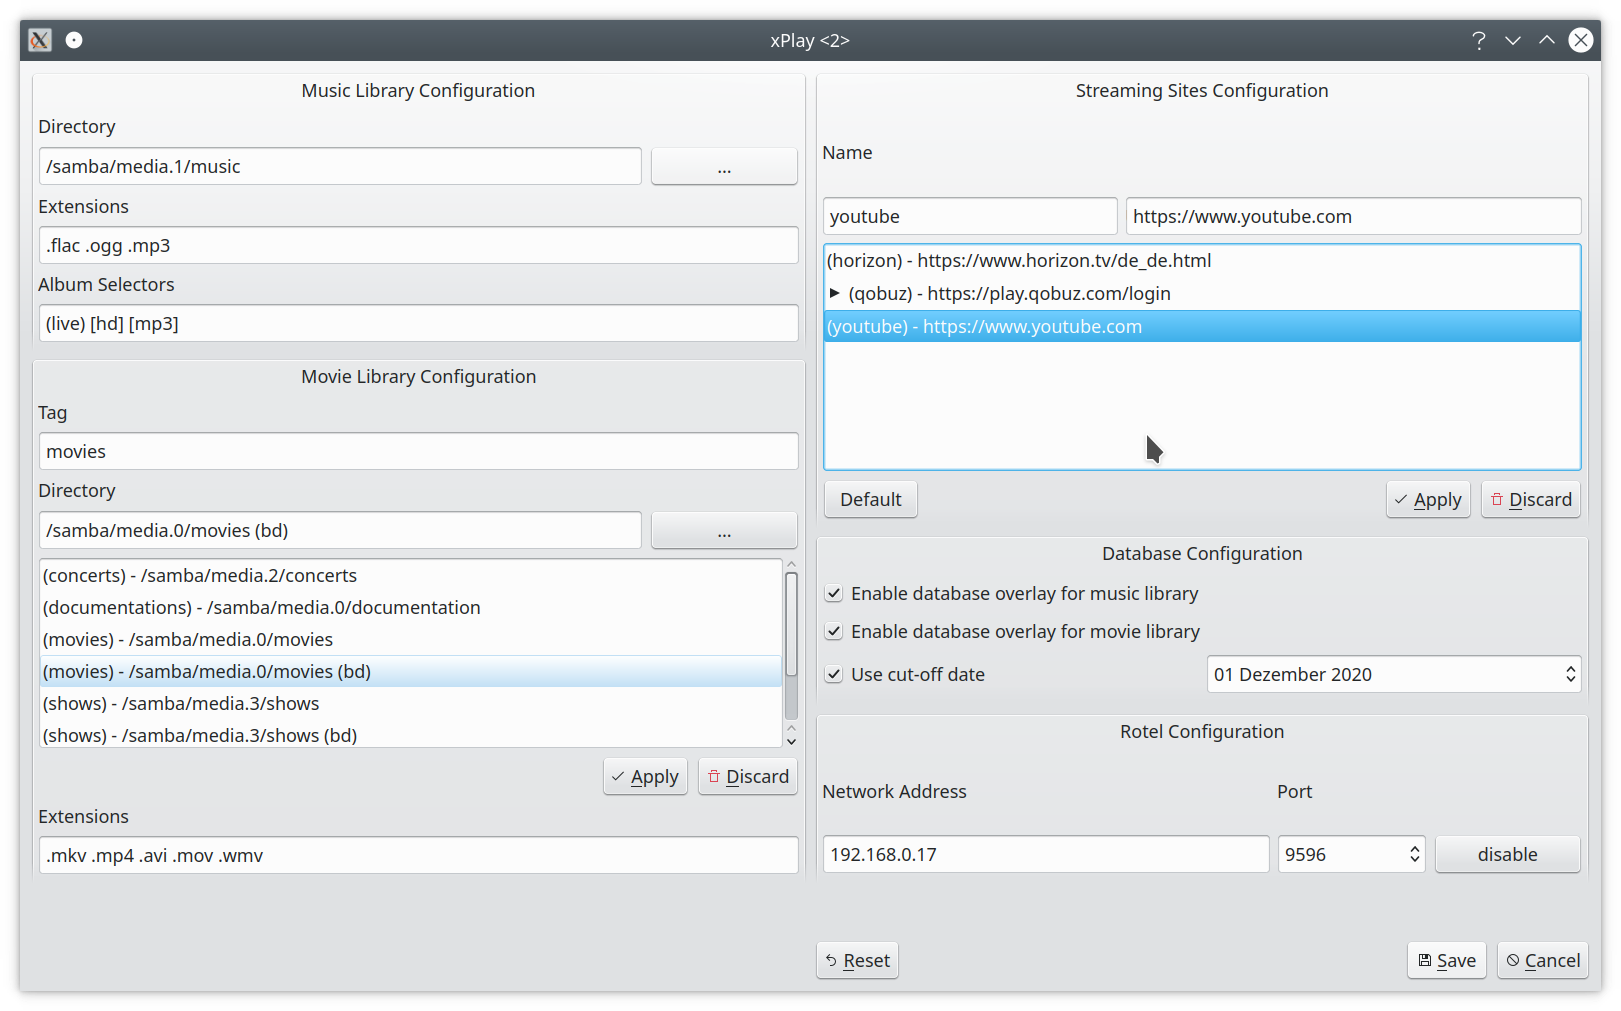 xPlay <2>
Music Library Configuration
Directory
/samba/media.1/music
...
Extensions
.flac .ogg .mp3
Album Selectors
(live) [hd] [mp3]
Movie Library Configuration
Tag
movies
Directory
/samba/media.0/movies (bd)
...
(concerts) - /samba/media.2/concerts
(documentations) - /samba/media.0/documentation
(movies) - /samba/media.0/movies
(movies) - /samba/media.0/movies (bd)
(shows) - /samba/media.3/shows
(shows) - /samba/media.3/shows (bd)
Apply
Discard
Extensions
.mkv .mp4 .avi .mov .wmv
Streaming Sites Configuration
Name
youtube
https://www.youtube.com
(horizon) - https://www.horizon.tv/de_de.html
(qobuz) - https://play.qobuz.com/login
(youtube) - https://www.youtube.com
Default
Apply
Discard
Database Configuration
Enable database overlay for music library
Enable database overlay for movie library
Use cut-off date
01 Dezember 2020
Rotel Configuration
Network Address
Port
192.168.0.17
9596
disable
Reset
Save
Cancel